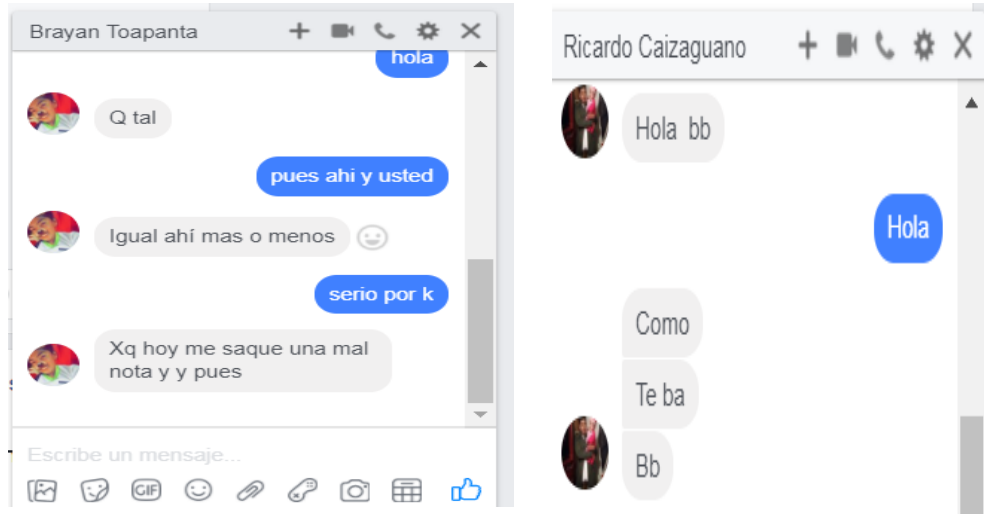 Brayan Toapanta
hola
Q tal
pues ahi y usted
Igual ahí mas o menos
serio por k
Xq hoy me saque una mal
nota y y pues
Escribe un mensaje...
GIF
Ricardo Caizaguano
Hola bb
Hola
Como
Te ba
Bb